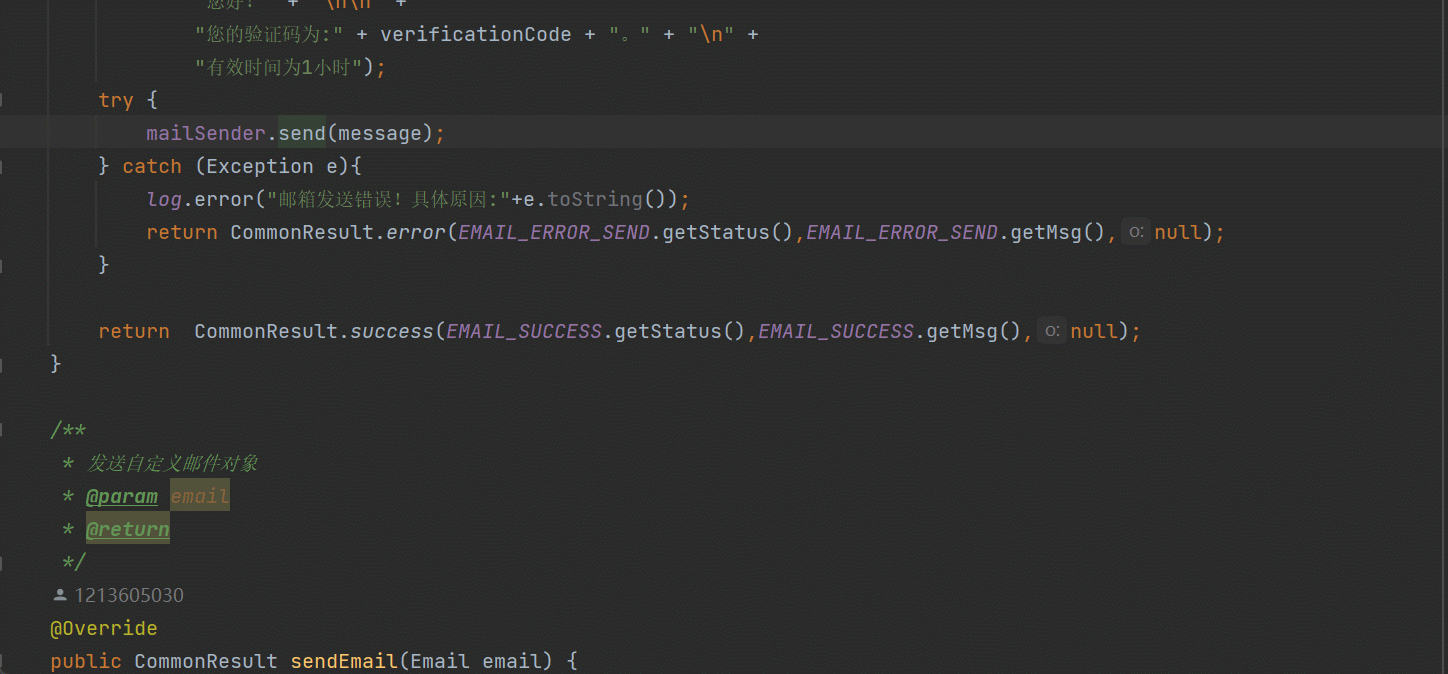 "您好! " + "\n\n" +
"您的验证码为:" + verificationCode + "。" + "\n" +
"有效时间为1小时");
try {
mailSender.send(message);
} catch (Exception e){
log.error("邮箱发送错误！具体原因:"+e.toString());
return CommonResult.error(EMAIL_ERROR_SEND.getStatus(),EMAIL_ERROR_SEND.getMsg(), o: null);
}
return  CommonResult.success(EMAIL_SUCCESS.getStatus(),EMAIL_SUCCESS.getMsg(), o: null);
}
/**
* 发送自定义邮件对象
* @param email
* @return
*/
1213605030
@Override
public CommonResult sendEmail(Email email) {